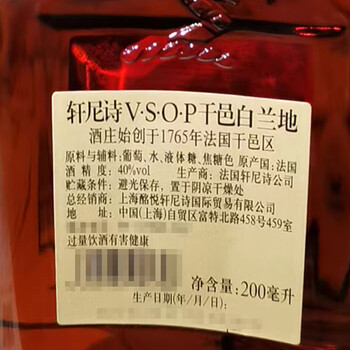 轩尼诗V·S·O·P干邑白兰地
酒庄始创于1765年法国干邑区
原料与辅料:葡萄、水、液体糖、焦糖色 原产国:法国
酒 精 度: 40%vol 生产商: 法国轩尼诗公司
贮藏条件: 避光保存，置于阴凉干燥处
总经销商: 上海酩悦轩尼诗国际贸易有限公司
地 址: 中国(上海)自贸区富特北路458号459室
过量饮酒有害健康
净含量:200毫升
生产日期(年/月/日):